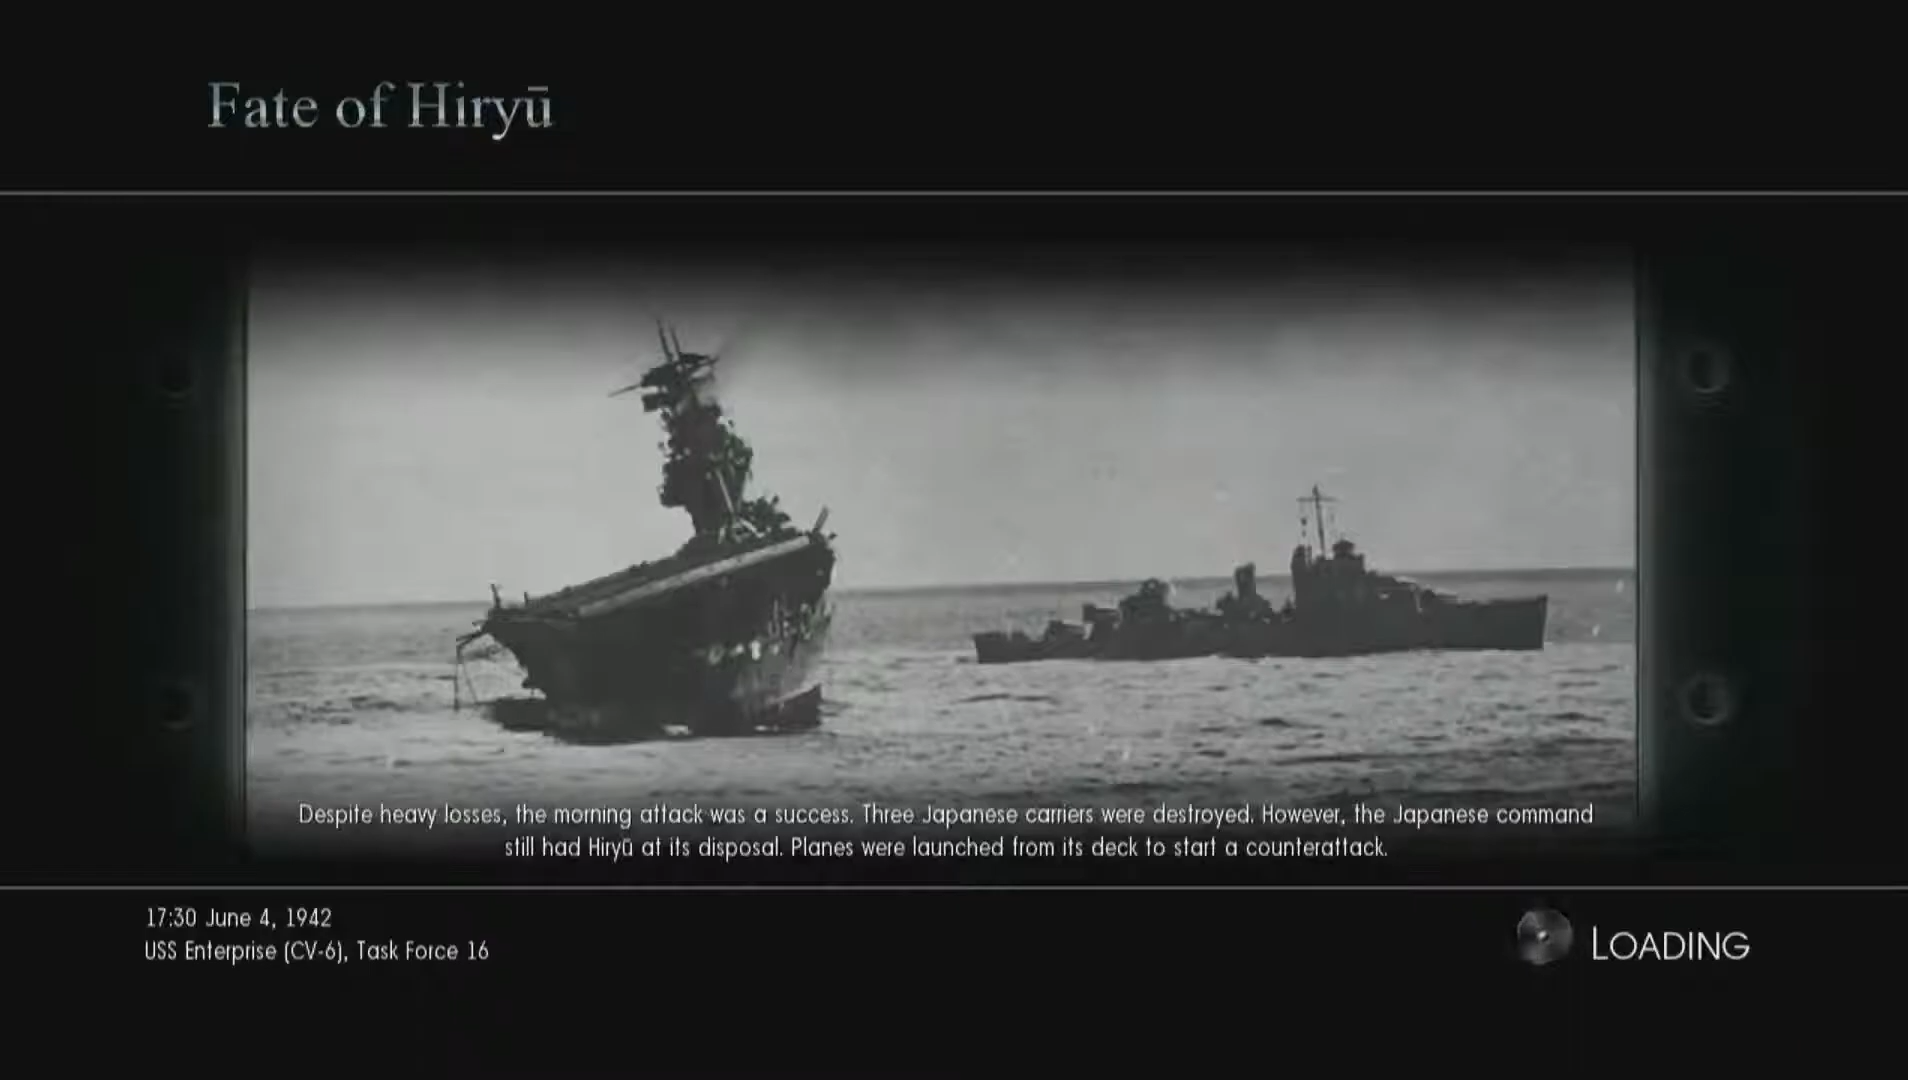 Fate of Hiryū
Despite heavy losses, the morning attack was a success. Three Japanese carriers were destroyed. However, the Japanese command
still had Hiryū at its disposal. Planes were launched from its deck to start a counterattack.
17:30 June 4, 1942
USS Enterprise (CV-6), Task Force 16
LOADING